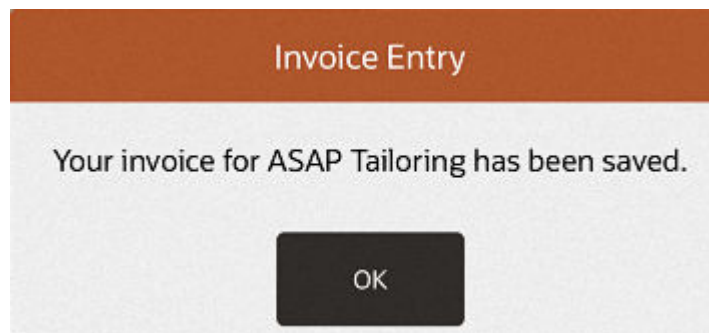 Invoice Entry
Your invoice for ASAP Tailoring has been saved.
OK